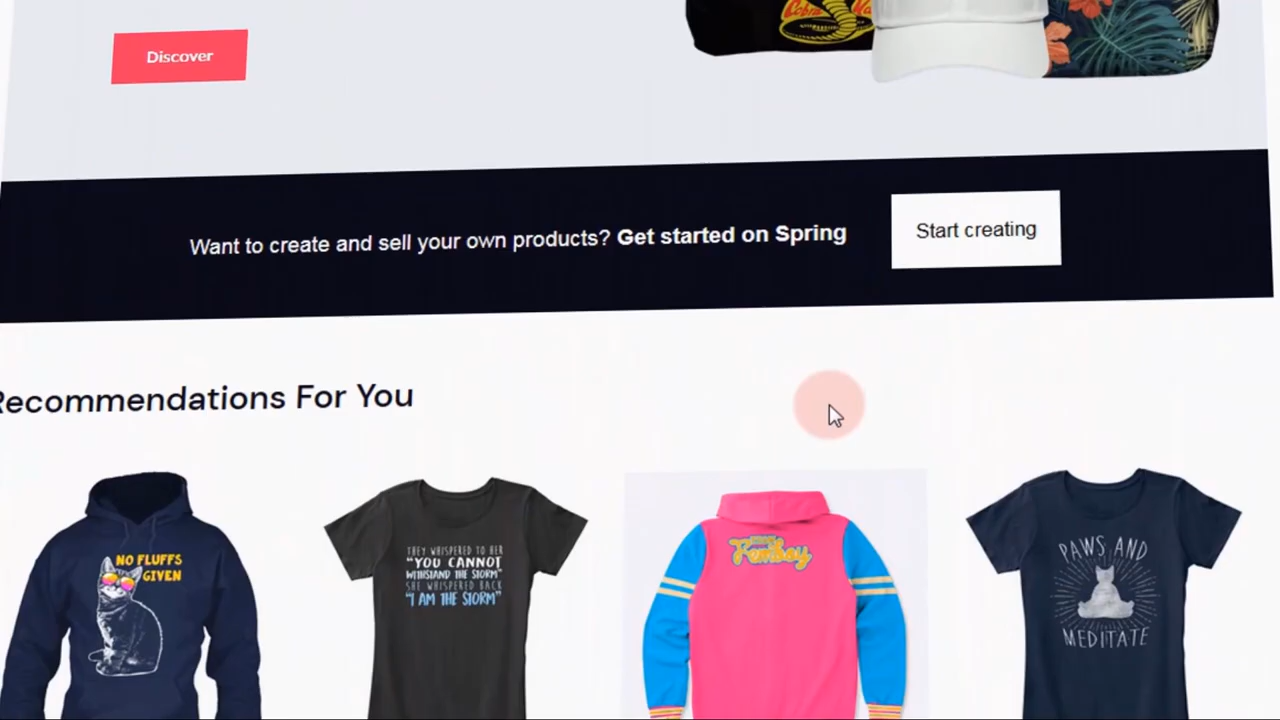 Cobra
Discover
Want to create and sell your own products? Get started on Spring
Start creating
Recommendations For You
NO FLUFFS
GIVEN
THEY WHISPERED TO HER
"YOU CANNOT
WITHSTAND THE STORM"
SHE WHISPERED BACK
"I AM THE STORM"
Femboy
PAWS AND
MEDITATE